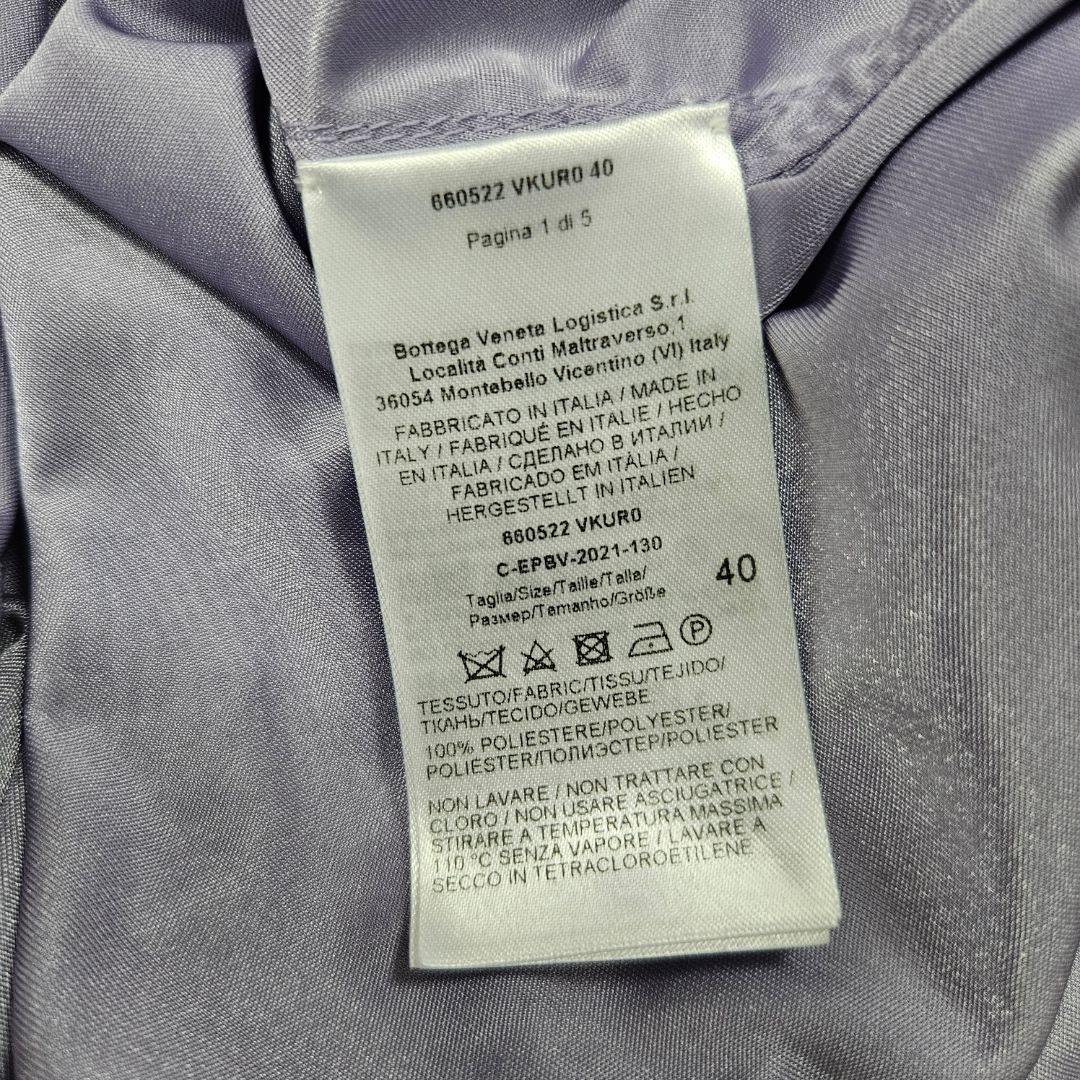 660522 VKUR0 40
Pagina 1 di 5
Bottega Veneta Logistica S.r.l.
Località Conti Maltraverso,1
36054 Montebello Vicentino (VI) Italy
FABBRICATO IN ITALIA / MADE IN
ITALY / FABRIQUÉ EN ITALIE / HECHO
EN ITALIA / СДЕЛАНО В ИТАЛИИ /
FABRICADO EM ITÁLIA /
HERGESTELLT IN ITALIEN
660522 VKUR0
C-EPBV-2021-130
Taglia/Size/Taille/Talla/
Размер/Tamanho/Größe
40
P
TESSUTO/FABRIC/TISSU/TEJIDO/
ТКАНЬ/TECIDO/GEWEBE
100% POLIESTERE/POLYESTER/
POLIESTER/ПОЛИЭСТЕР/POLIESTER
NON LAVARE / NON TRATTARE CON
CLORO / NON USARE ASCIUGATRICE /
STIRARE A TEMPERATURA MASSIMA
110 °C SENZA VAPORE / LAVARE A
SECCO IN TETRACLOROETILENE